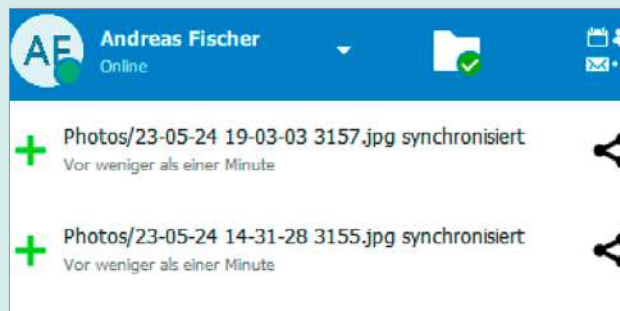 AF
Andreas Fischer
Online
Photos/23-05-24 19-03-03 3157.jpg synchronisiert
Vor weniger als einer Minute
Photos/23-05-24 14-31-28 3155.jpg synchronisiert
Vor weniger als einer Minute